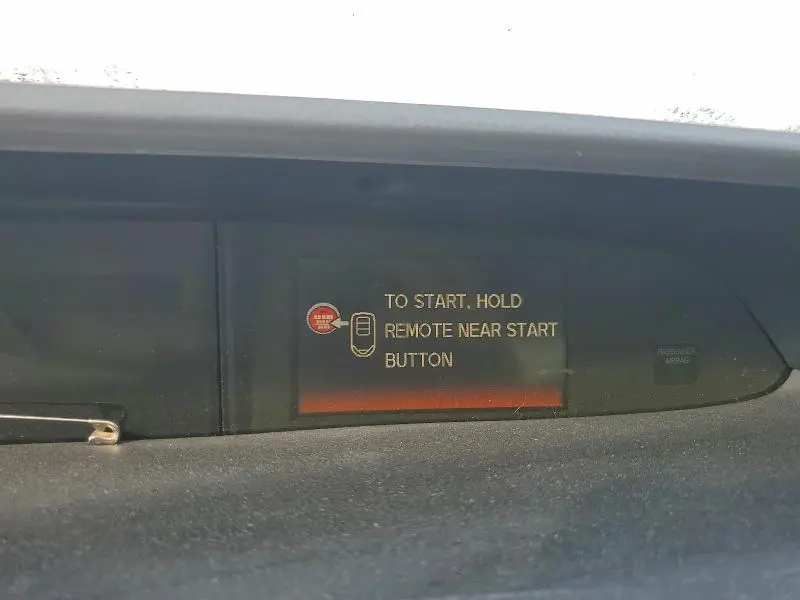 TO START, HOLD
REMOTE NEAR START
BUTTON
PASSENGER
AIRBAG